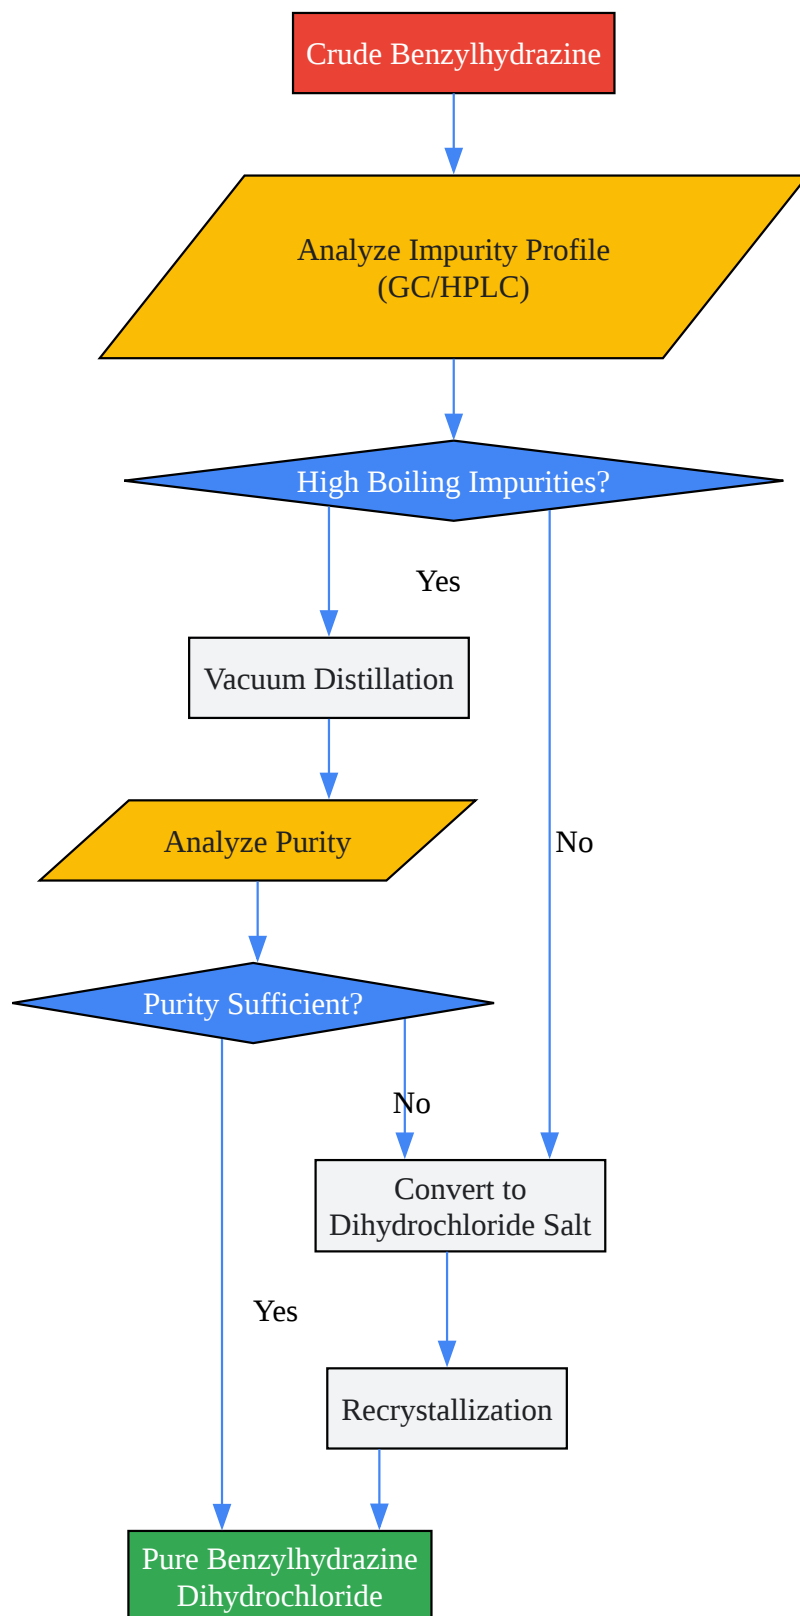 Crude Benzylhydrazine
Analyze Impurity Profile
(GC/HPLC)
High Boiling Impurities?
Yes
Vacuum Distillation
Analyze Purity
No
Purity Sufficient?
No
Convert to
Dihydrochloride Salt
Yes
Recrystallization
Pure Benzylhydrazine
Dihydrochloride